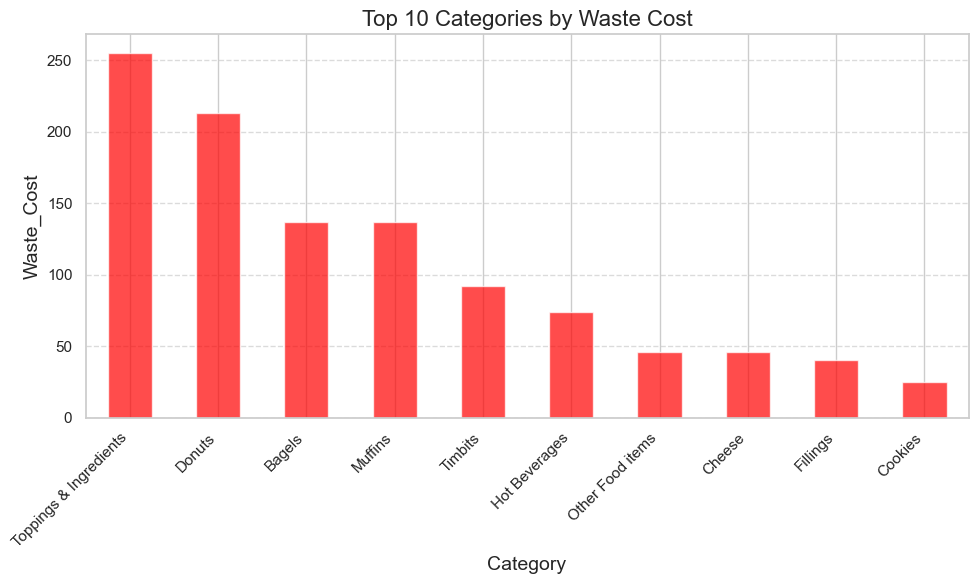 Top 10 Categories by Waste Cost
Waste_Cost
250
200
150
100
50
0
Toppings & Ingredients
Donuts
Bagels
Muffins
Timbits
Hot Beverages
Other Food items
Cheese
Fillings
Cookies
Category